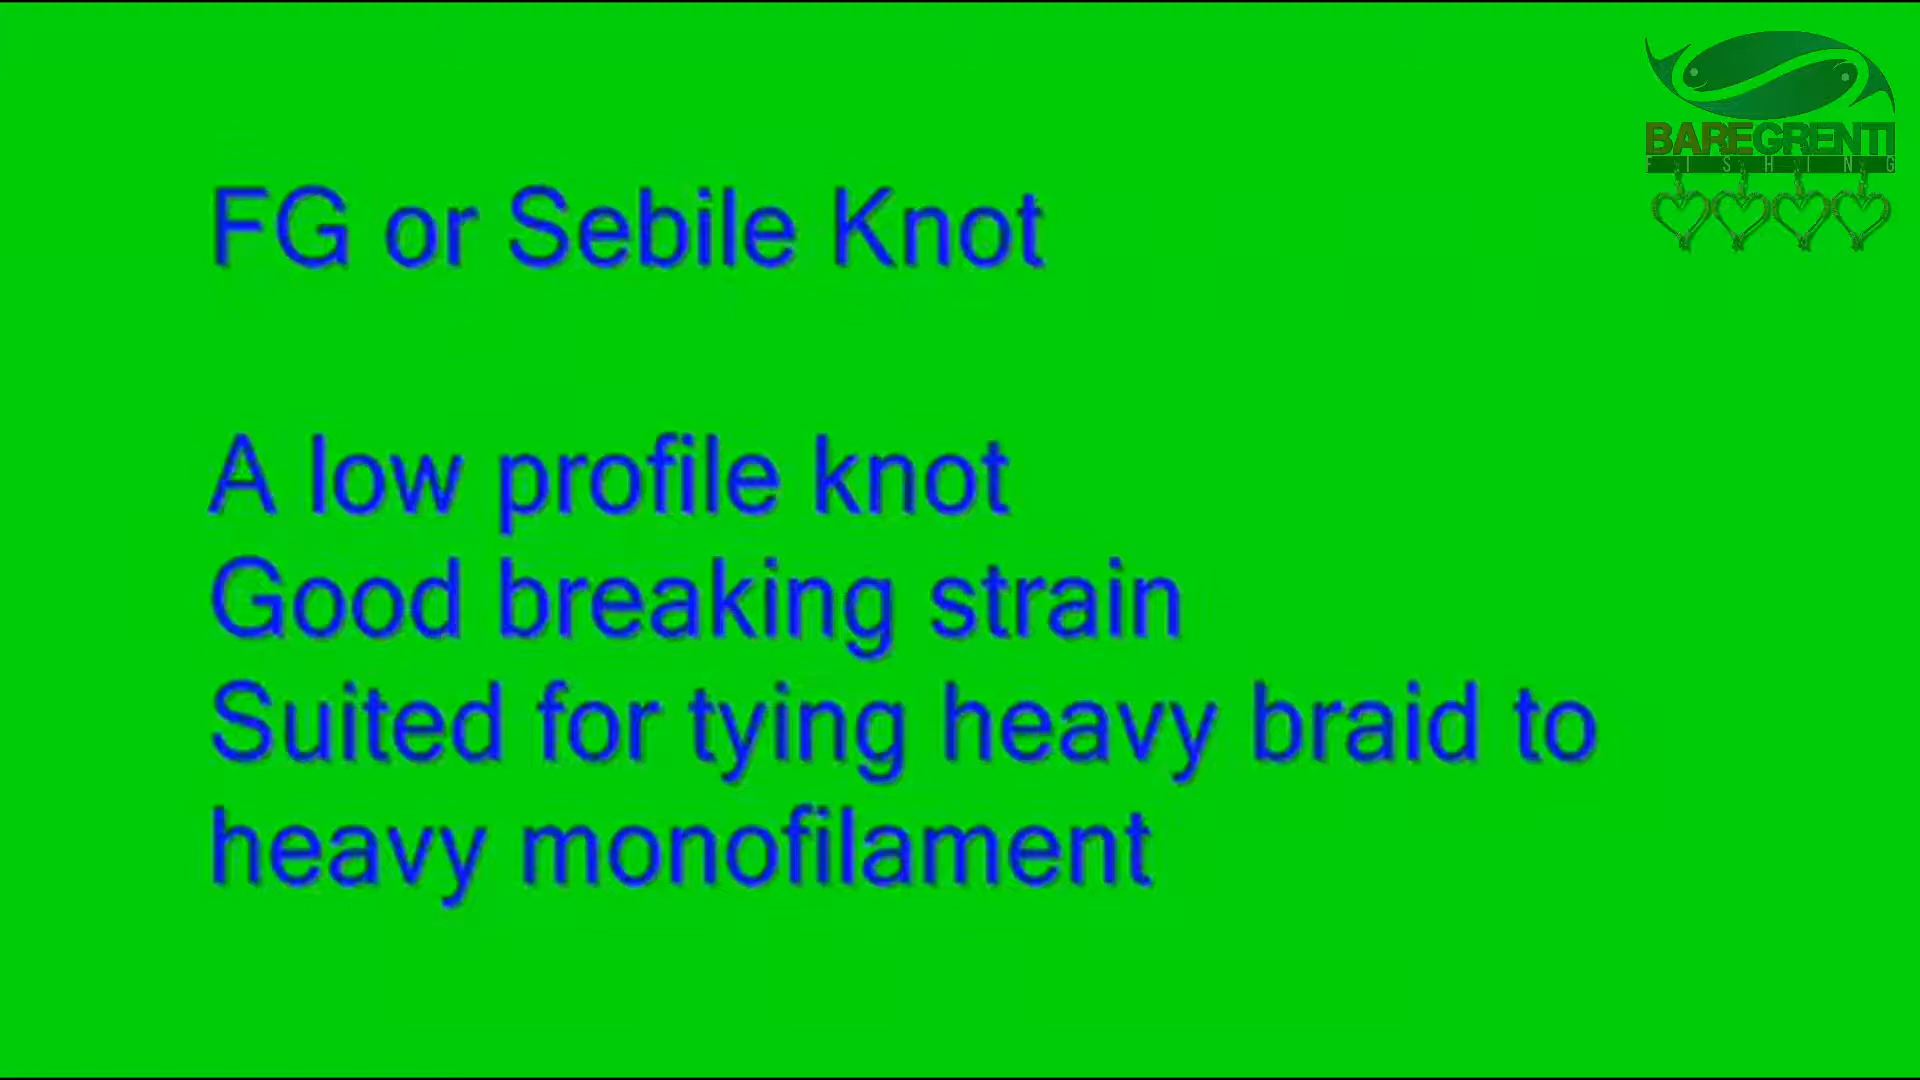 BAREGRENTI
FISHING
FG or Sebile Knot
A low profile knot
Good breaking strain
Suited for tying heavy braid to
heavy monofilament